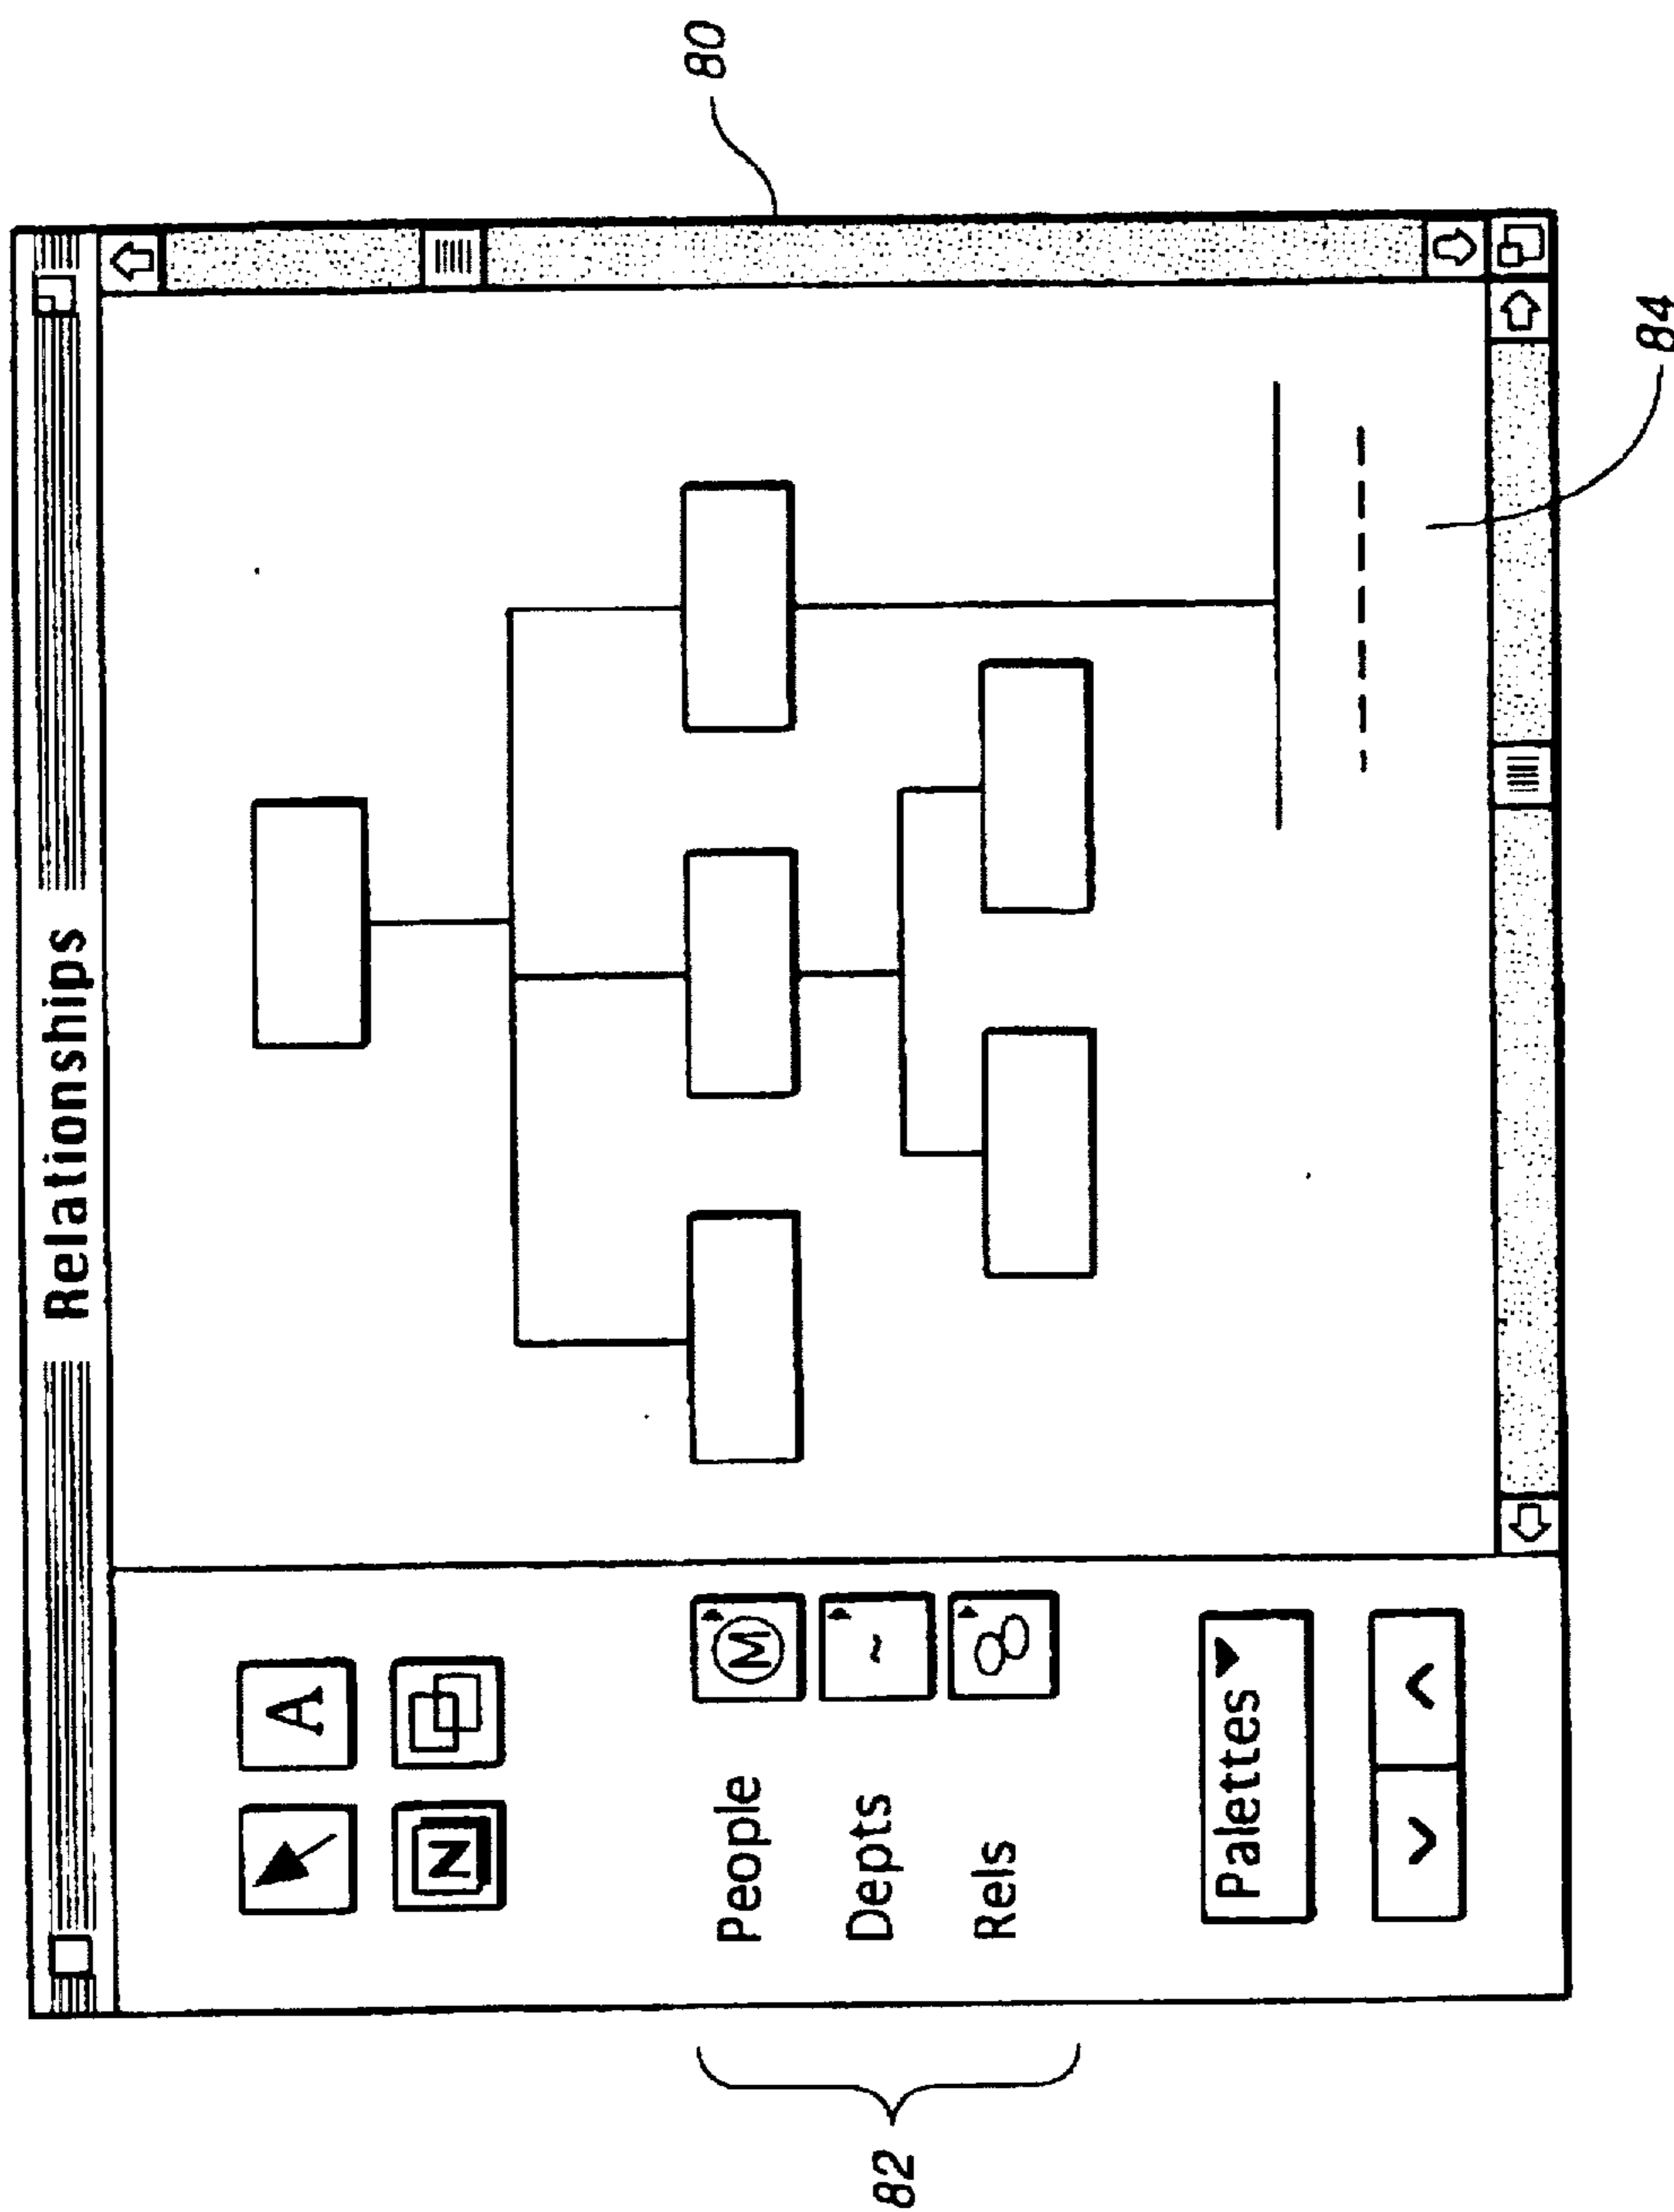 Relationships
A
N
People
M
Depts
~
Rels
Palettes
80
82
84